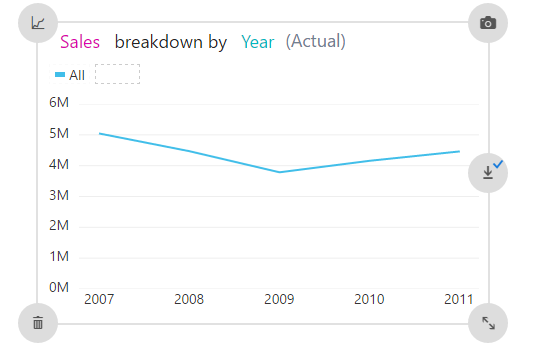 Sales breakdown by Year (Actual)
All
6M
5M
4M
3M
2M
1M
0M
2007 2008 2009 2010 2011